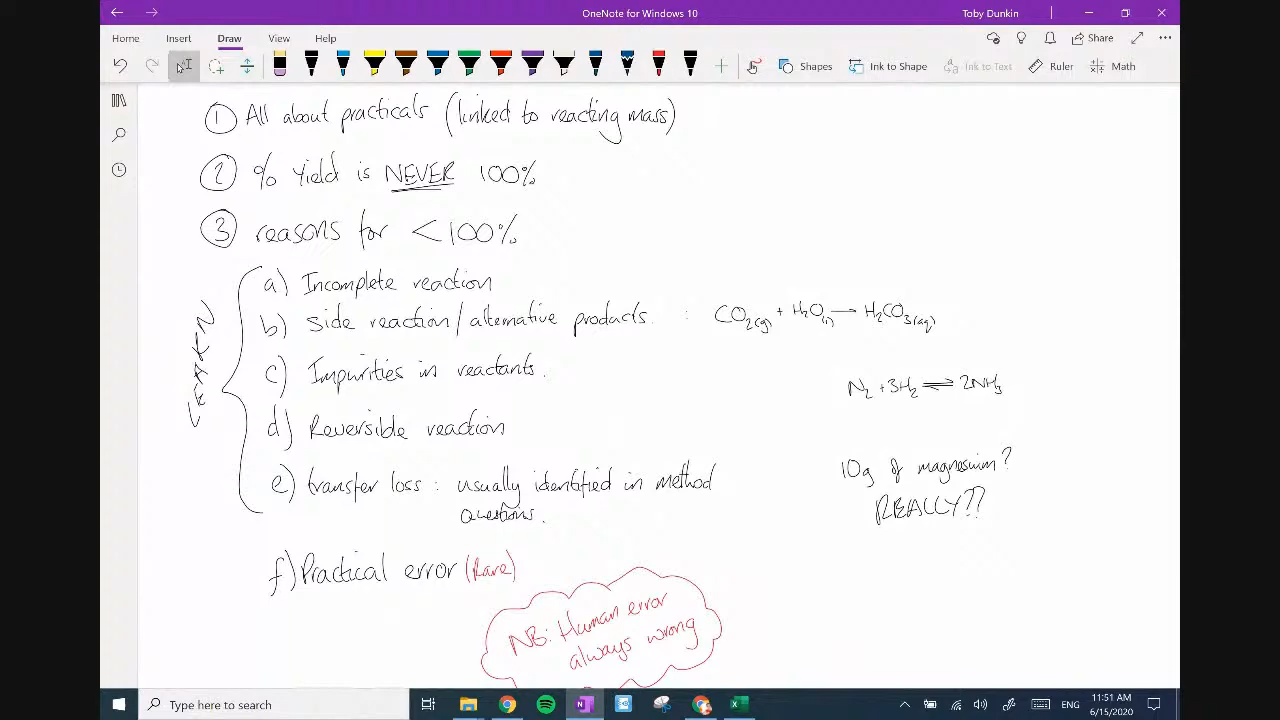 OneNote for Windows 10
Toby Dunkin
Home Insert Draw View Help
Share
Shapes Ink to Shape Ink to Text Ruler Math
1 All about practicals (linked to reacting mass)
2 % yield is NEVER 100%
3 reasons for <100%
a) Incomplete reaction
b) Side reaction/alternative products. : CO2(g) + H2O(l) → H2CO3(aq)
c) Impurities in reactants.
N2 + 3H2 ⇌ 2NH3
d) Reversible reaction
10g of magnesium?
REALLY??
e) transfer loss : usually identified in method
questions.
f) Practical error (Rare)
NB: Human error
always wrong
Type here to search
ENG
11:51 AM
6/15/2020